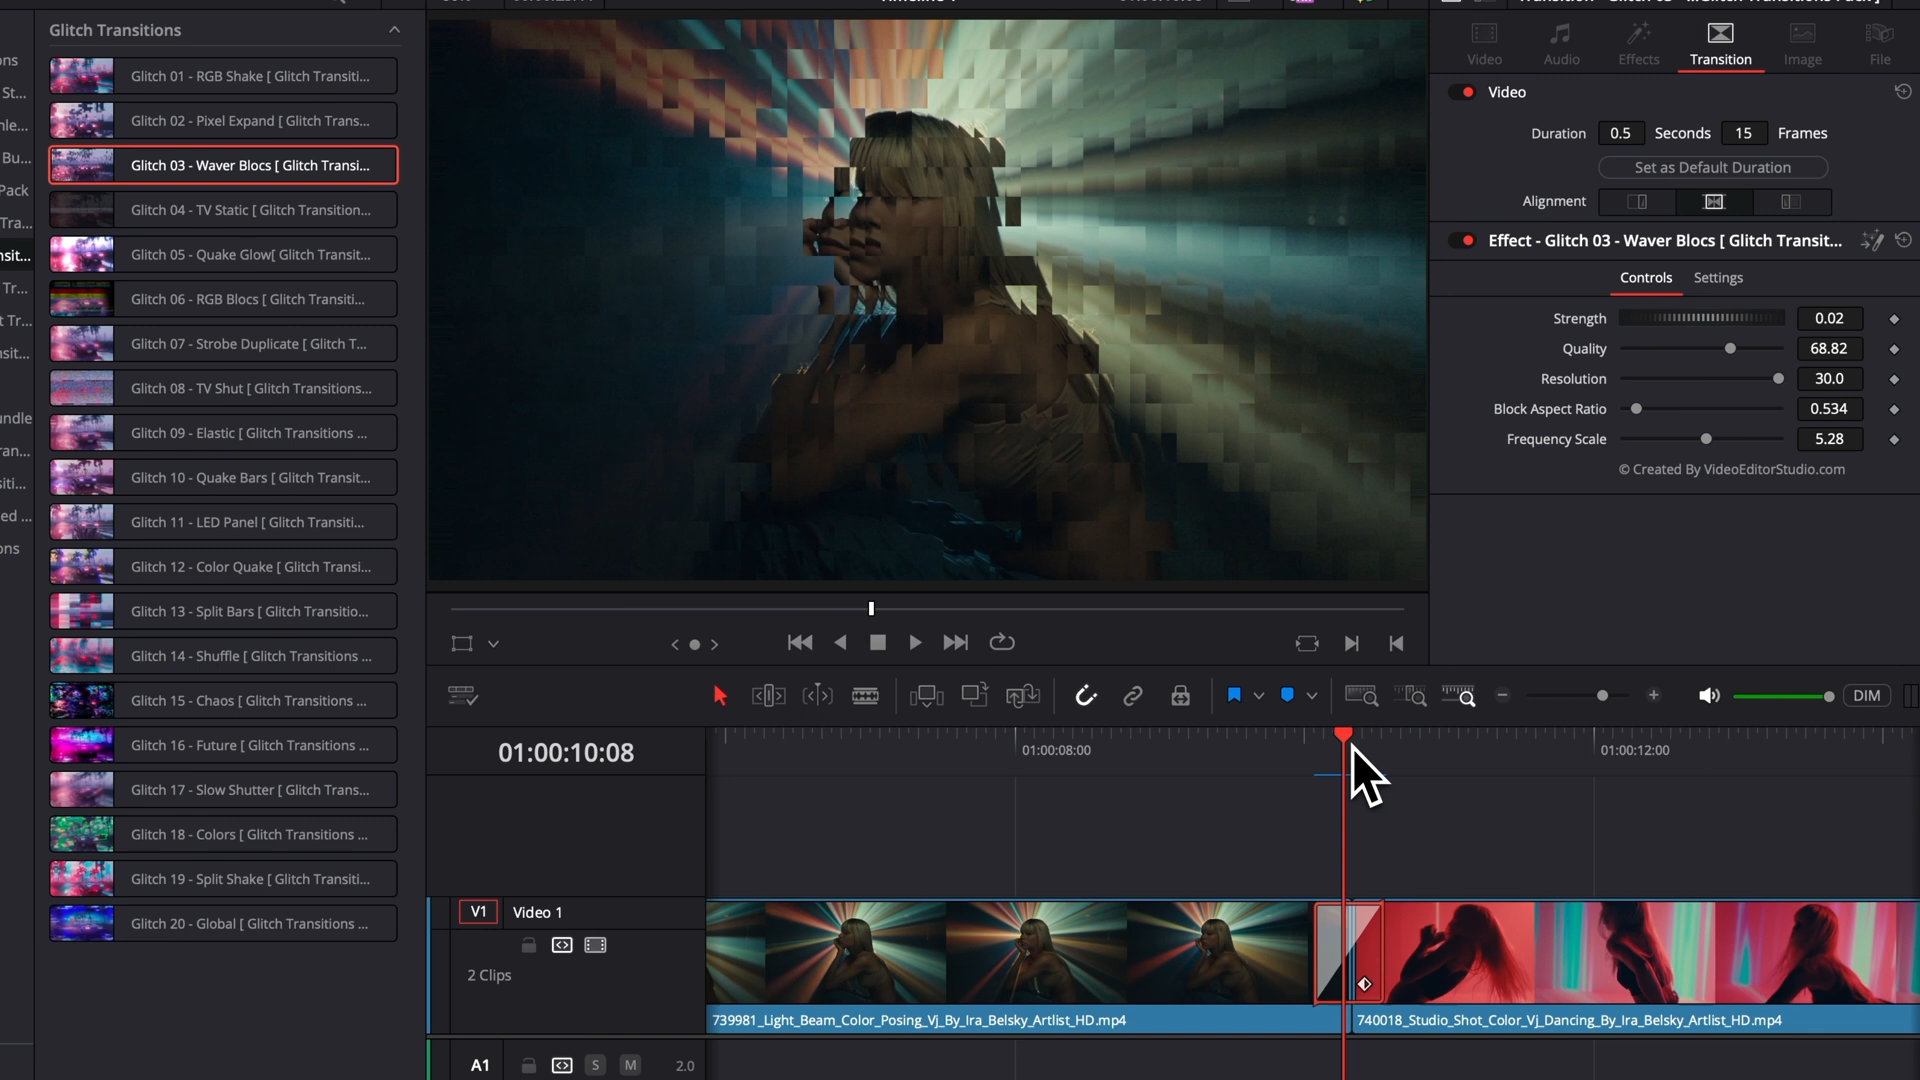 Glitch Transitions
Glitch 01 - RGB Shake [ Glitch Transiti...
Glitch 02 - Pixel Expand [ Glitch Trans...
Glitch 03 - Waver Blocs [ Glitch Transi...
Glitch 04 - TV Static [ Glitch Transition...
Glitch 05 - Quake Glow[ Glitch Transit...
Glitch 06 - RGB Blocs [ Glitch Transiti...
Glitch 07 - Strobe Duplicate [ Glitch T...
Glitch 08 - TV Shut [ Glitch Transitions...
Glitch 09 - Elastic [ Glitch Transitions ...
Glitch 10 - Quake Bars [ Glitch Transit...
Glitch 11 - LED Panel [ Glitch Transiti...
Glitch 12 - Color Quake [ Glitch Transi...
Glitch 13 - Split Bars [ Glitch Transitio...
Glitch 14 - Shuffle [ Glitch Transitions ...
Glitch 15 - Chaos [ Glitch Transitions ...
Glitch 16 - Future [ Glitch Transitions ...
Glitch 17 - Slow Shutter [ Glitch Trans...
Glitch 18 - Colors [ Glitch Transitions ...
Glitch 19 - Split Shake [ Glitch Transiti...
Glitch 20 - Global [ Glitch Transitions ...
Pack
Video Audio Effects Transition Image File
Video
Duration 0.5 Seconds 15 Frames
Set as Default Duration
Alignment
Effect - Glitch 03 - Waver Blocs [ Glitch Transit...
Controls Settings
Strength 0.02
Quality 68.82
Resolution 30.0
Block Aspect Ratio 0.534
Frequency Scale 5.28
© Created By VideoEditorStudio.com
DIM
01:00:10:08
01:00:08:00
01:00:12:00
V1 Video 1
2 Clips
739981_Light_Beam_Color_Posing_Vj_By_Ira_Belsky_Artlist_HD.mp4
740018_Studio_Shot_Color_Vj_Dancing_By_Ira_Belsky_Artlist_HD.mp4
A1 S M 2.0